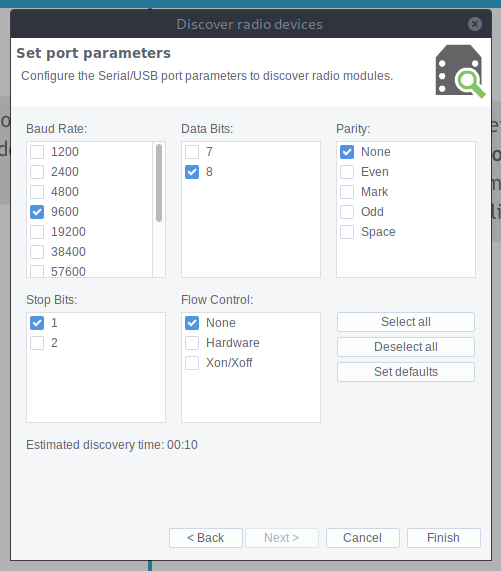 Discover radio devices
Set port parameters
Configure the Serial/USB port parameters to discover radio modules.
Baud Rate:
1200
2400
4800
9600
19200
38400
57600
Data Bits:
7
8
Parity:
None
Even
Mark
Odd
Space
Stop Bits:
1
2
Flow Control:
None
Hardware
Xon/Xoff
Select all
Deselect all
Set defaults
Estimated discovery time: 00:10
< Back
Next >
Cancel
Finish